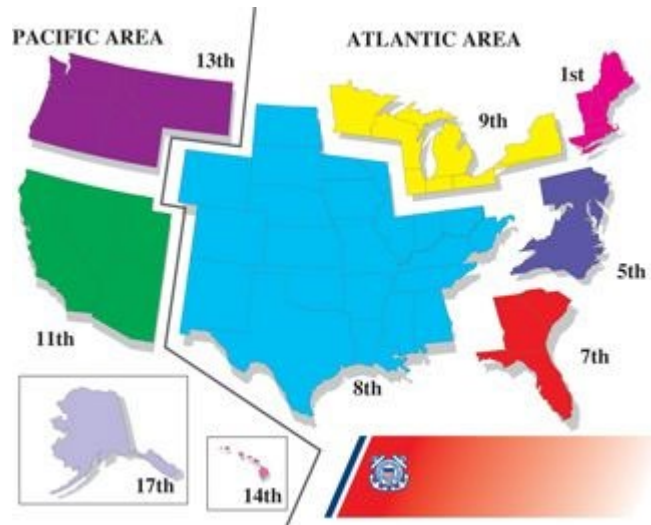 PACIFIC AREA
ATLANTIC AREA
13th
1st
9th
5th
11th
7th
8th
17th
14th